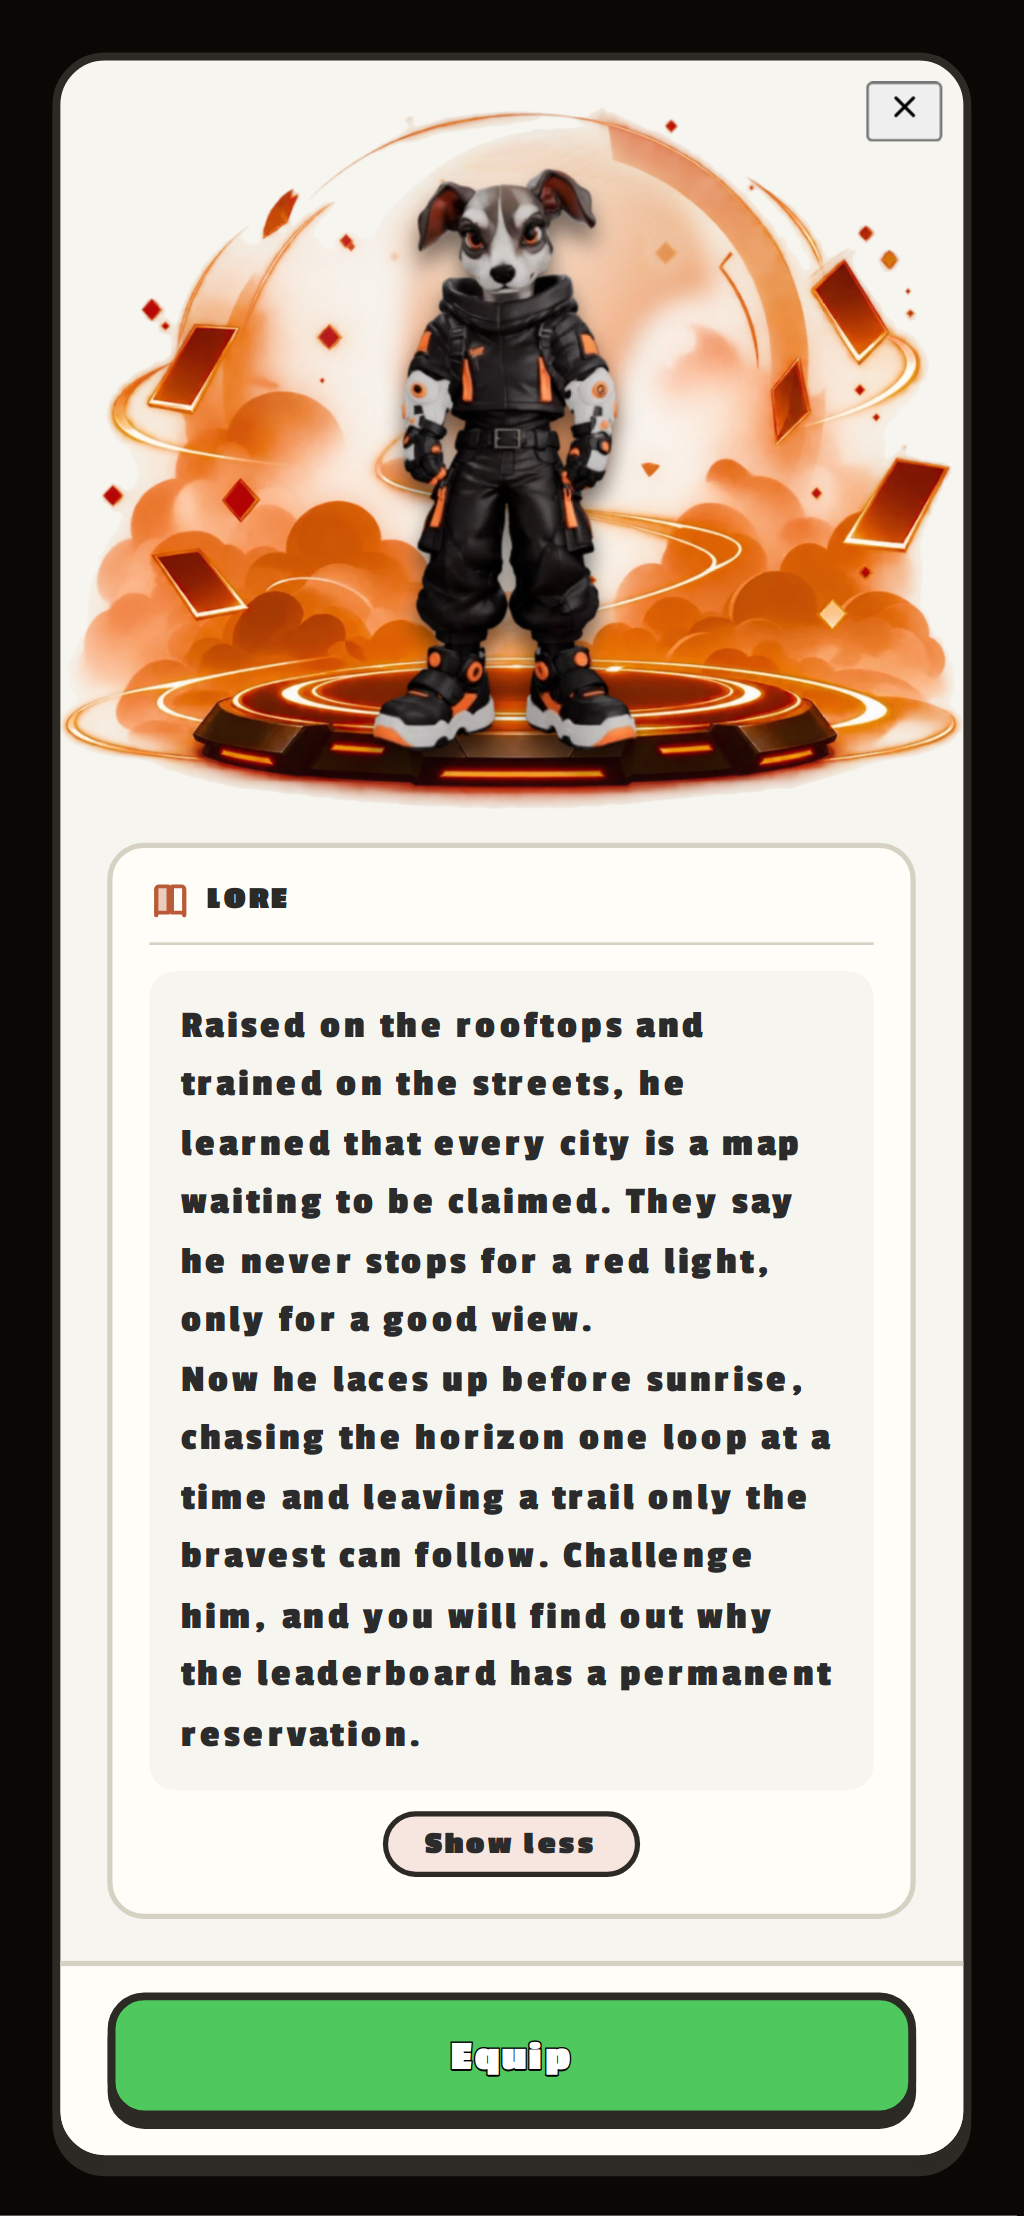 LORE
Raised on the rooftops and
trained on the streets, he
learned that every city is a map
waiting to be claimed. They say
he never stops for a red light,
only for a good view.
Now he laces up before sunrise,
chasing the horizon one loop at a
time and leaving a trail only the
bravest can follow. Challenge
him, and you will find out why
the leaderboard has a permanent
reservation.
Show less
Equip